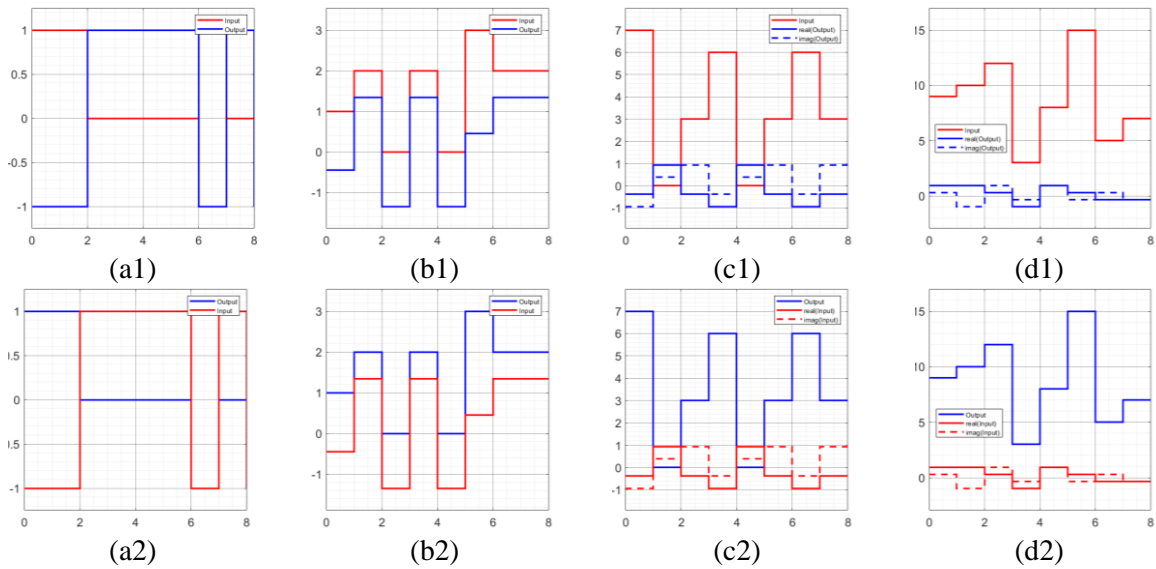 1
0.5
0
-0.5
-1
0 2 4 6 8
Input
Output
(a1)
3
2
1
0
-1
0 2 4 6 8
Input
Output
(b1)
7
6
5
4
3
2
1
0
-1
0 2 4 6 8
Input
real(Output)
imag(Output)
(c1)
15
10
5
0
0 2 4 6 8
Input
real(Output)
imag(Output)
(d1)
1
0.5
0
0.5
-1
0 2 4 6 8
Output
Input
(a2)
3
2
1
0
-1
0 2 4 6 8
Output
Input
(b2)
7
6
5
4
3
2
1
0
-1
0 2 4 6 8
Output
real(Input)
imag(Input)
(c2)
15
10
5
0
0 2 4 6 8
Output
real(Input)
imag(Input)
(d2)